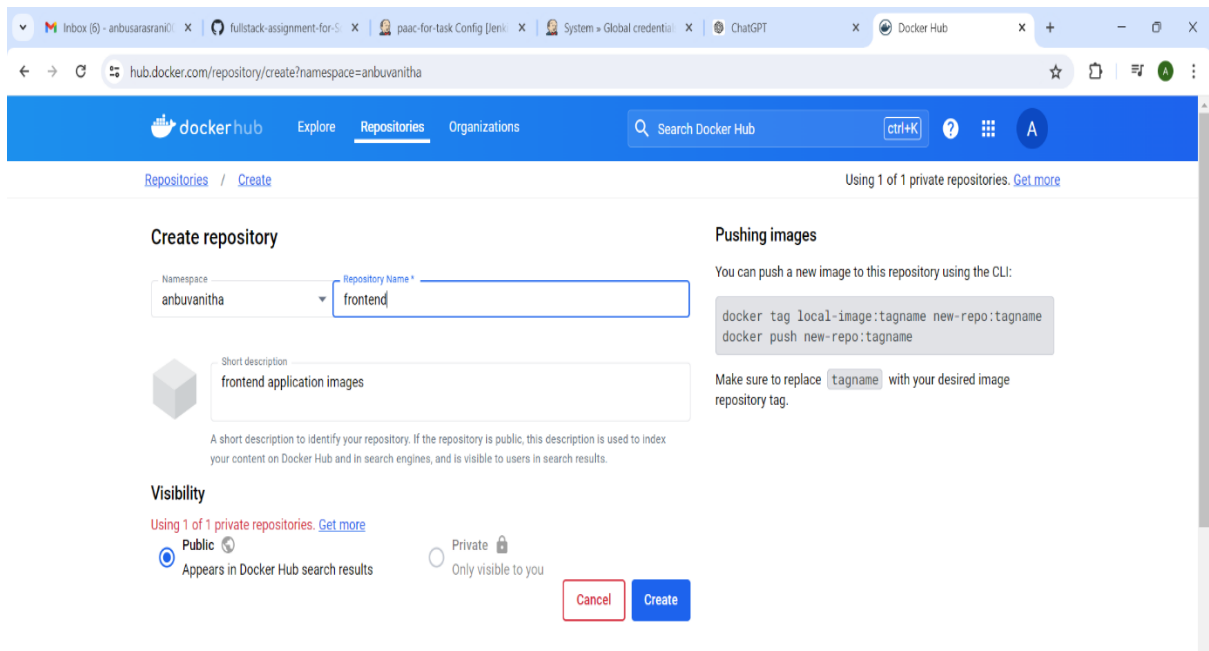 Inbox (6) - anbusarasrani0
fullstack-assignment-for-S
paac-for-task Config [Jenk
System » Global credential
ChatGPT
Docker Hub
hub.docker.com/repository/create?namespace=anbuvanitha
A
dockerhub
Explore
Repositories
Organizations
Search Docker Hub
ctrl+K
?
A
Repositories / Create
Using 1 of 1 private repositories. Get more
Create repository
Namespace
anbuvanitha
Repository Name *
frontend
Short description
frontend application images
A short description to identify your repository. If the repository is public, this description is used to index
your content on Docker Hub and in search engines, and is visible to users in search results.
Pushing images
You can push a new image to this repository using the CLI:
docker tag local-image:tagname new-repo:tagname
docker push new-repo:tagname
Make sure to replace tagname with your desired image
repository tag.
Visibility
Using 1 of 1 private repositories. Get more
Public
Appears in Docker Hub search results
Private
Only visible to you
Cancel
Create